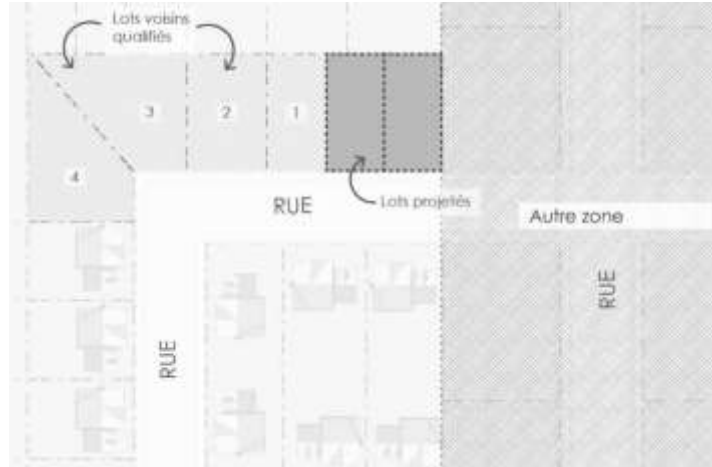 Lots voisins
qualifiés
3
2
1
4
RUE
Lots projetés
Autre zone
RUE
RUE